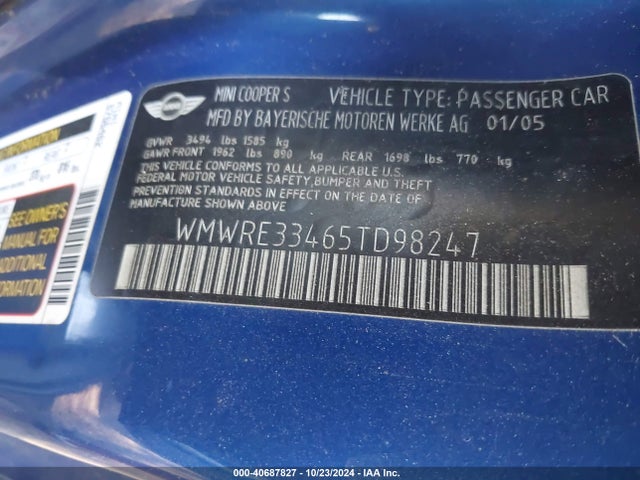 MINI COOPER S VEHICLE TYPE: PASSENGER CAR
MFD BY BAYERISCHE MOTOREN WERKE AG 01/05
GVWR 3494 lbs 1585 kg
GAWR FRONT 1962 lbs 890 kg REAR 1698 lbs 770 kg
THIS VEHICLE CONFORMS TO ALL APPLICABLE U.S.
FEDERAL MOTOR VEHICLE SAFETY, BUMPER AND THEFT
PREVENTION STANDARDS IN EFFECT ON THE DATE OF
MANUFACTURE SHOWN ABOVE.
WMWRE33465TD98247
INFORMATION
SEE OWNER'S
MANUAL FOR
ADDITIONAL
INFORMATION
000-40687827 - 10/23/2024 - IAA Inc.